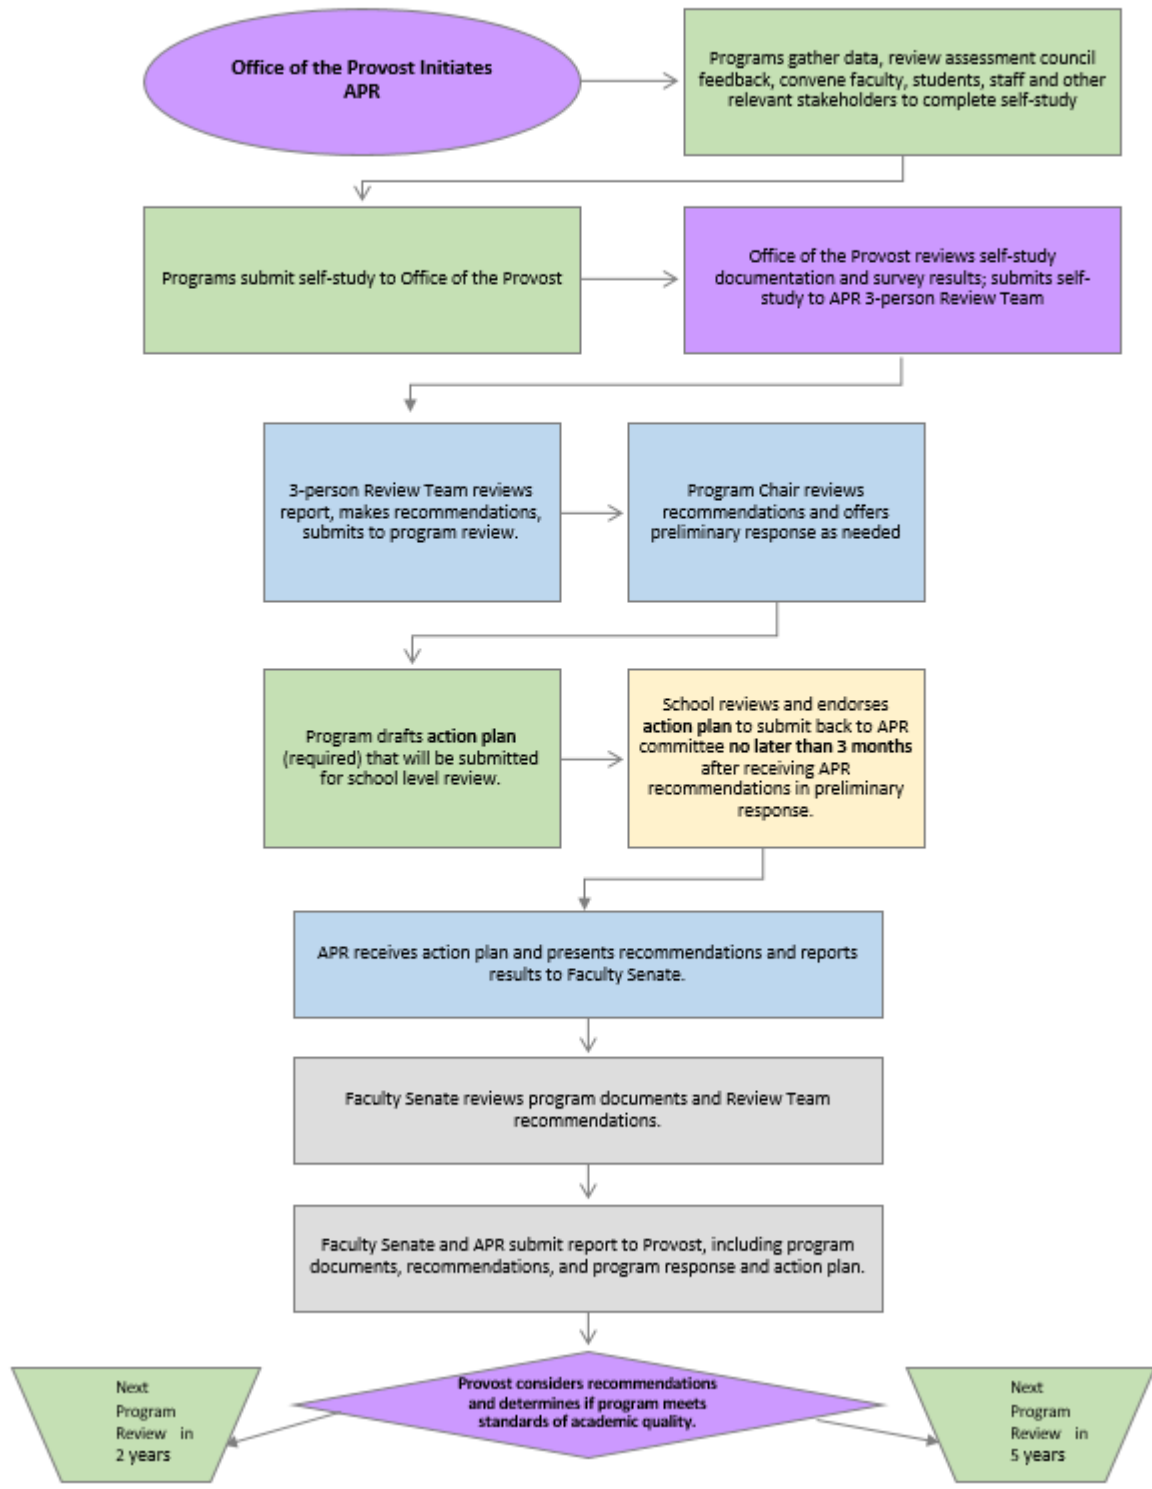 Office of the Provost Initiates
APR
Programs gather data, review assessment council
feedback, convene faculty, students, staff and other
relevant stakeholders to complete self-study
Programs submit self-study to Office of the Provost
Office of the Provost reviews self-study
documentation and survey results; submits self-
study to APR 3-person Review Team
3-person Review Team reviews
report, makes recommendations,
submits to program review.
Program Chair reviews
recommendations and offers
preliminary response as needed
Program drafts action plan
(required) that will be submitted
for school level review.
School reviews and endorses
action plan to submit back to APR
committee no later than 3 months
after receiving APR
recommendations in preliminary
response.
APR receives action plan and presents recommendations and reports
results to Faculty Senate.
Faculty Senate reviews program documents and Review Team
recommendations.
Faculty Senate and APR submit report to Provost, including program
documents, recommendations, and program response and action plan.
Provost considers recommendations
and determines if program meets
standards of academic quality.
Next
Program
Review in
2 years
Next
Program
Review in
5 years